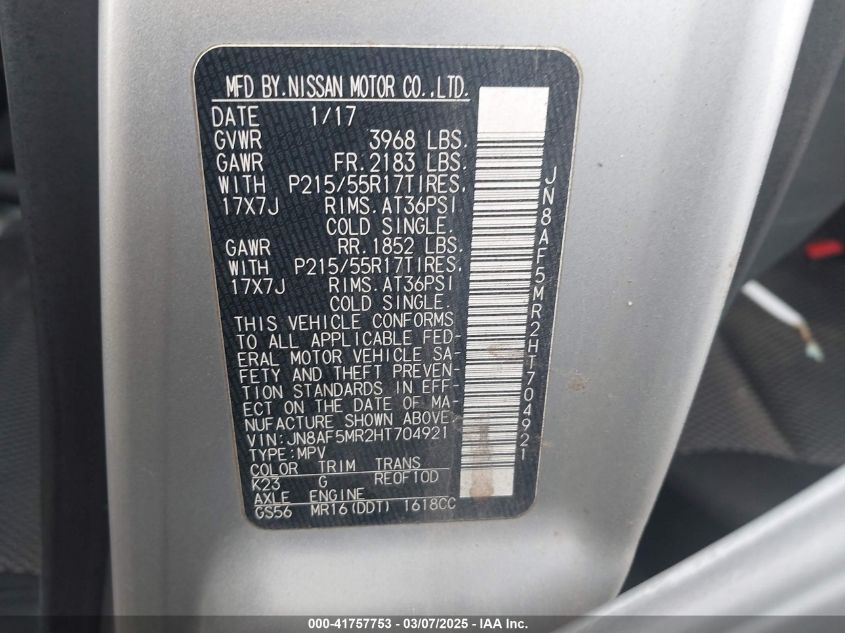 MFD BY.NISSAN MOTOR CO.,LTD.
DATE 1/17
GVWR 3968 LBS.
GAWR FR.2183 LBS.
WITH P215/55R17TIRES.
17X7J RIMS.AT36PSI
COLD SINGLE.
GAWR RR.1852 LBS.
WITH P215/55R17TIRES.
17X7J RIMS.AT36PSI
COLD SINGLE.
THIS VEHICLE CONFORMS
TO ALL APPLICABLE FED-
ERAL MOTOR VEHICLE SA-
FETY AND THEFT PREVEN-
TION STANDARDS IN EFF-
ECT ON THE DATE OF MA-
NUFACTURE SHOWN ABOVE.
VIN:JN8AF5MR2HT704921
TYPE:MPV
COLOR TRIM TRANS
K23 G RE0F10D
AXLE ENGINE
GS56 MR16(DDT) 1618CC
JN8AF5MR2HT704921
000-41757753 — 03/07/2025 — IAA Inc.